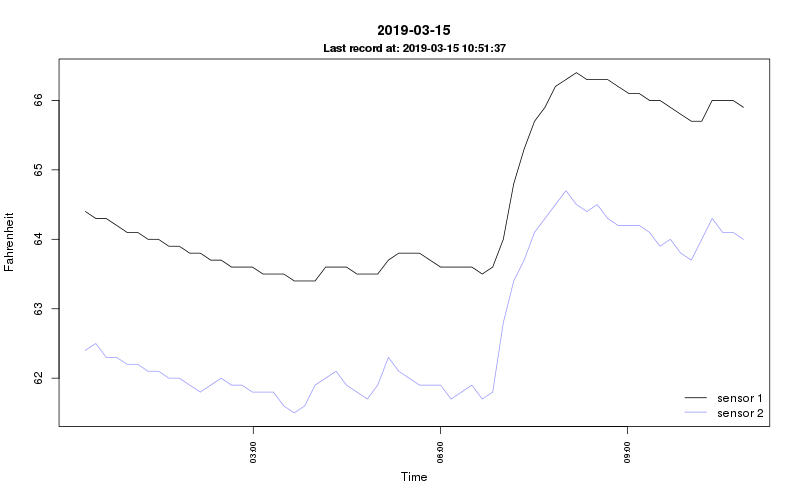 2019-03-15
Last record at: 2019-03-15 10:51:37
Fahrenheit
66
65
64
63
62
sensor 1
sensor 2
03:00
06:00
09:00
Time